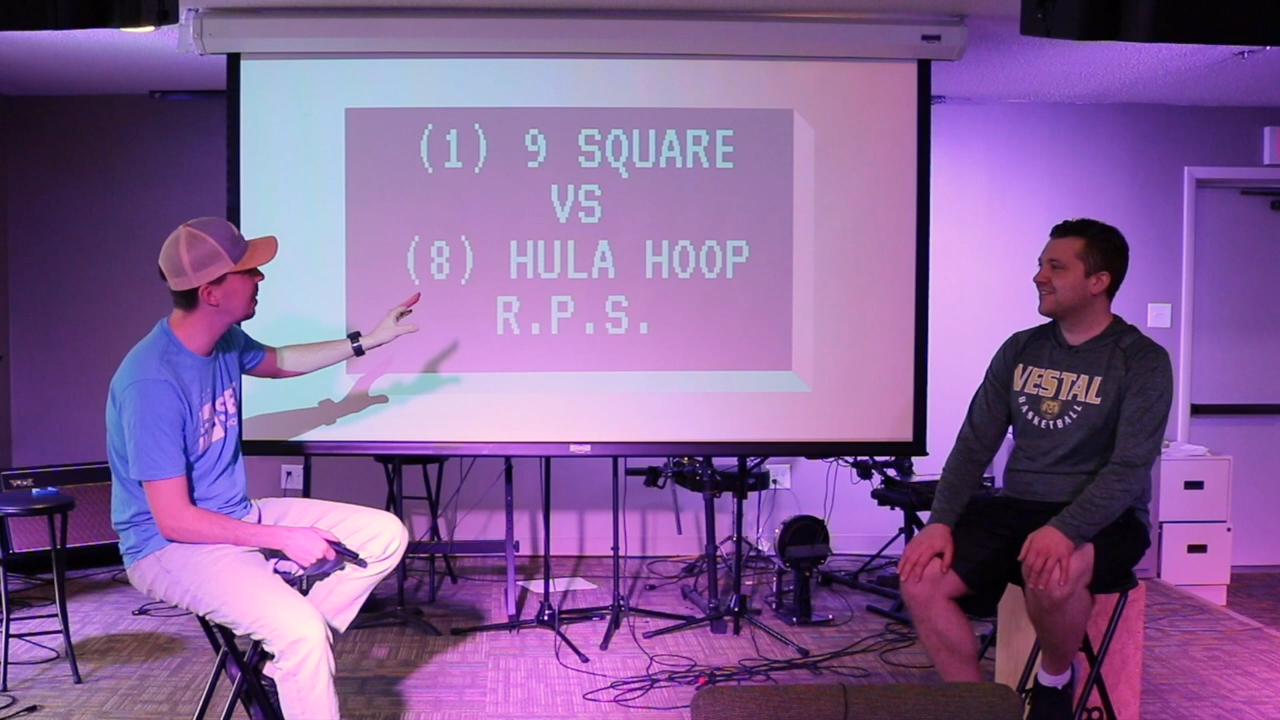 (1) 9 SQUARE
VS
(8) HULA HOOP
R.P.S.
VESTAL
BASKETBALL